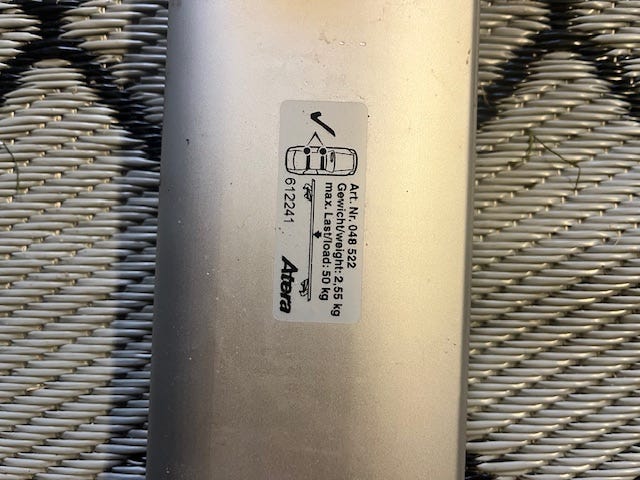 Art. Nr. 048 522
Gewicht/weight: 2,55 kg
max. Last/load: 50 kg
612241
Atera